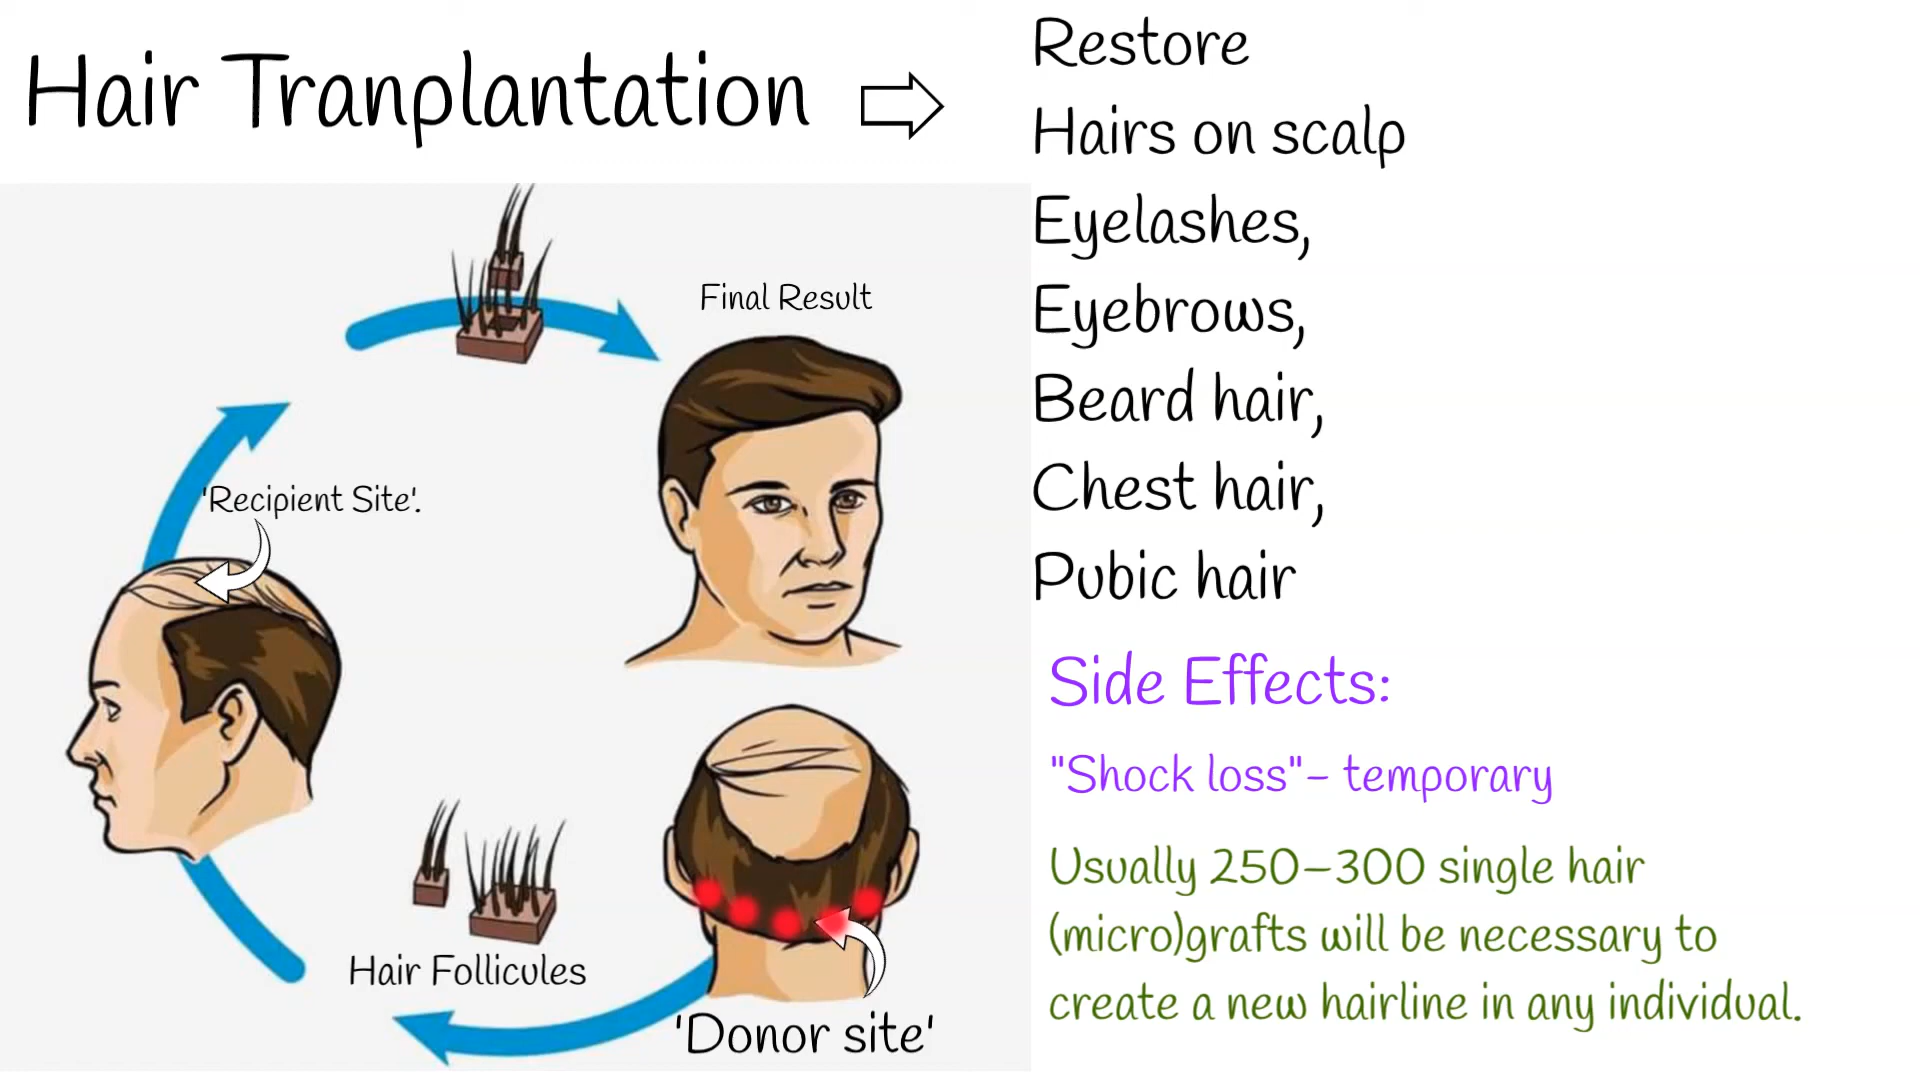 Hair Tranplantation
Restore
Hairs on scalp
Eyelashes,
Eyebrows,
Beard hair,
Chest hair,
Pubic hair
Side Effects:
"Shock loss"- temporary
Usually 250–300 single hair
(micro)grafts will be necessary to
create a new hairline in any individual.
Final Result
'Recipient Site'.
Hair Follicules
'Donor site'